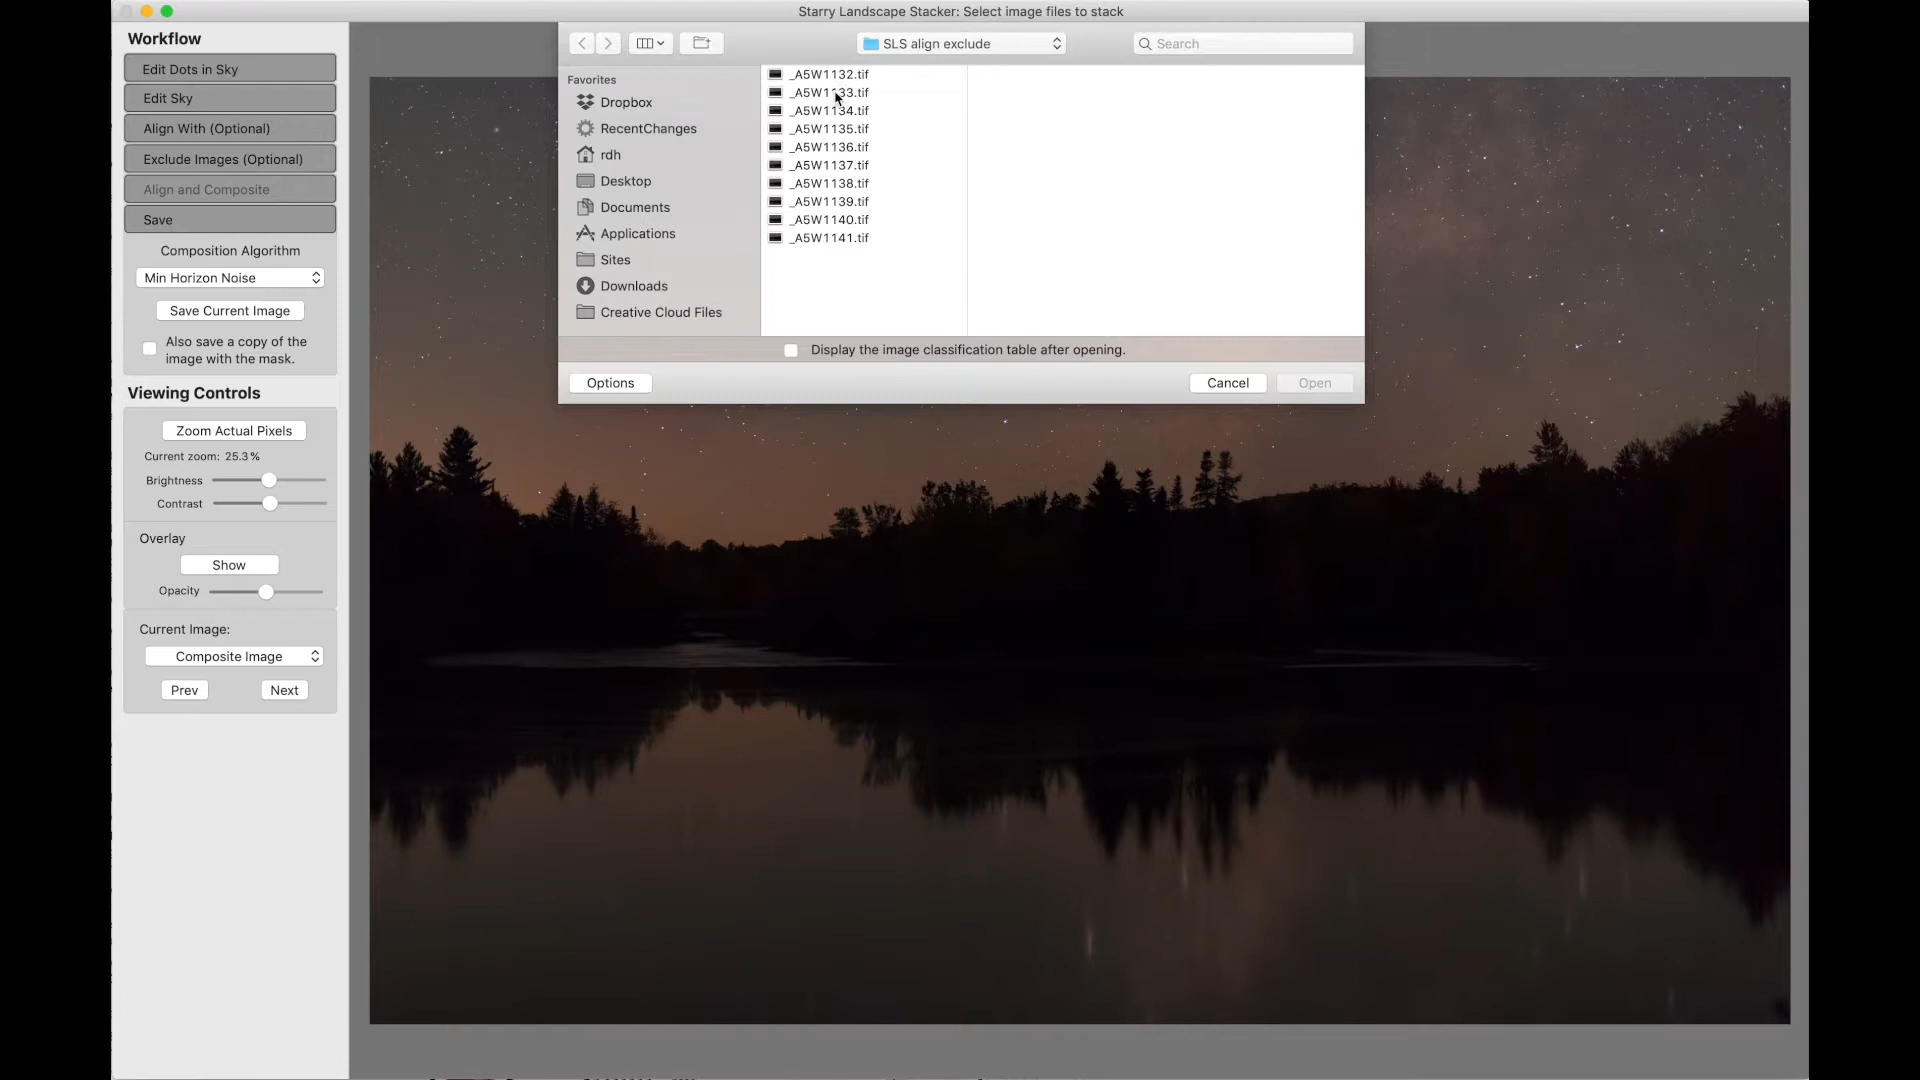 Starry Landscape Stacker: Select image files to stack
Workflow
Edit Dots in Sky
Edit Sky
Align With (Optional)
Exclude Images (Optional)
Align and Composite
Save
Composition Algorithm
Min Horizon Noise
Save Current Image
Also save a copy of the
image with the mask.
Viewing Controls
Zoom Actual Pixels
Current zoom: 25.3%
Brightness
Contrast
Overlay
Show
Opacity
Current Image:
Composite Image
Prev
Next
SLS align exclude
Search
Favorites
Dropbox
RecentChanges
rdh
Desktop
Documents
Applications
Sites
Downloads
Creative Cloud Files
_A5W1132.tif
_A5W1133.tif
_A5W1134.tif
_A5W1135.tif
_A5W1136.tif
_A5W1137.tif
_A5W1138.tif
_A5W1139.tif
_A5W1140.tif
_A5W1141.tif
Display the image classification table after opening.
Options
Cancel
Open